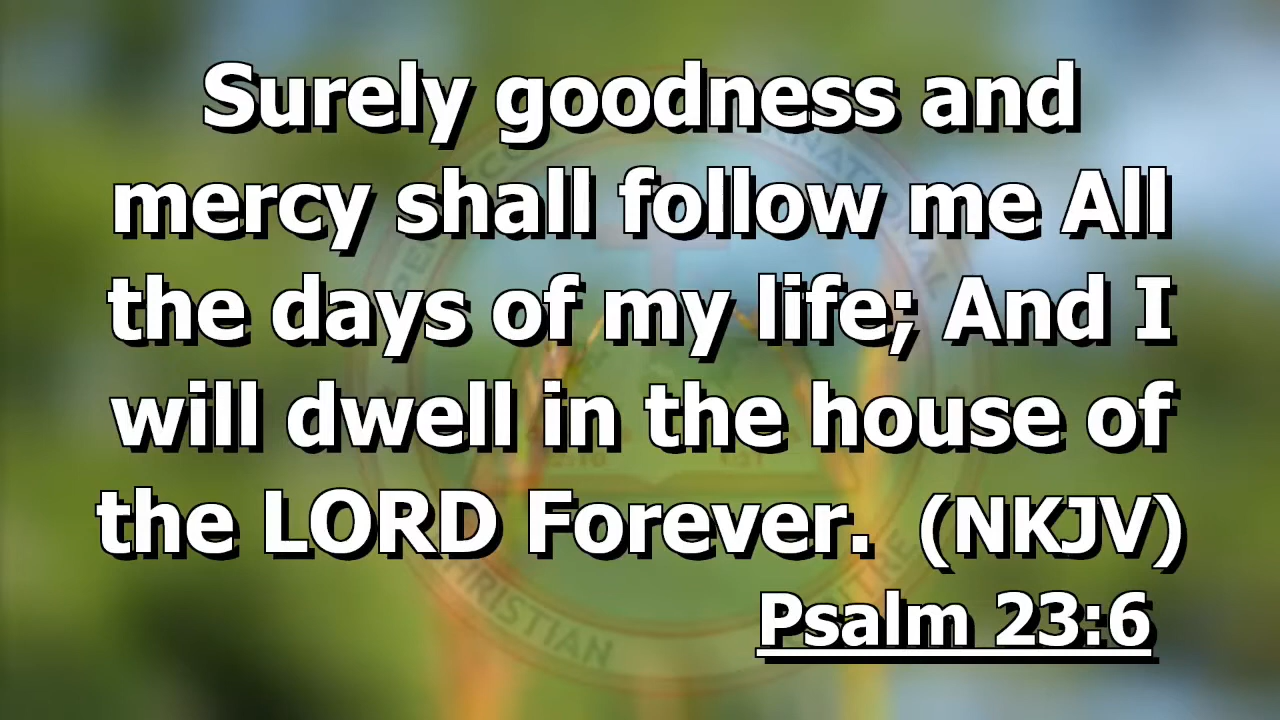 Surely goodness and
mercy shall follow me All
the days of my life; And I
will dwell in the house of
the LORD Forever. (NKJV)
Psalm 23:6